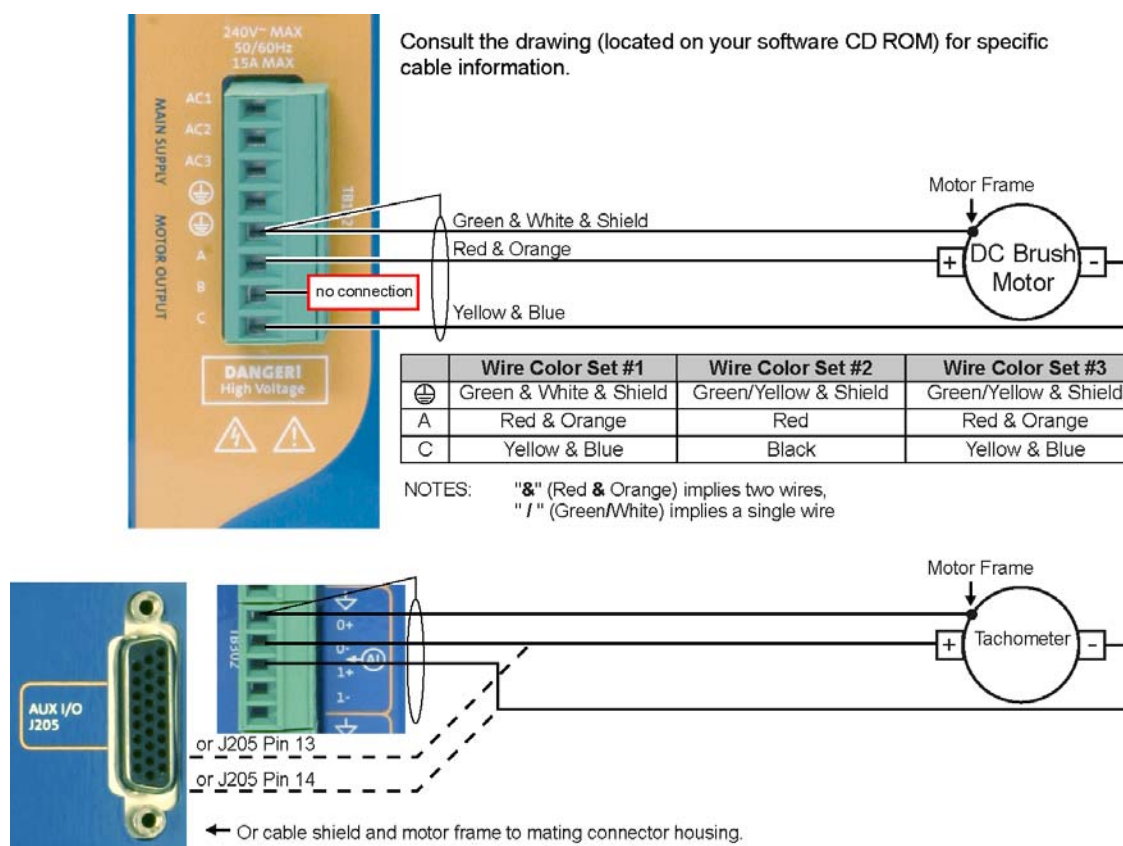 240V~ MAX
50/60Hz
15A MAX
Consult the drawing (located on your software CD ROM) for specific
cable information.
MAIN SUPPLY
AC1
AC2
AC3
MOTOR OUTPUT
A
B
C
Motor Frame
Green & White & Shield
Red & Orange
no connection
Yellow & Blue
+
DC Brush
Motor
-
DANGER!
High Voltage
Wire Color Set #1 Wire Color Set #2 Wire Color Set #3
Green & White & Shield Green/Yellow & Shield Green/Yellow & Shield
A Red & Orange Red Red & Orange
C Yellow & Blue Black Yellow & Blue
NOTES: "&" (Red & Orange) implies two wires,
" / " (Green/White) implies a single wire
Motor Frame
TB302
0+
0-
AI
1+
1-
+
Tachometer
-
AUX I/O
J205
or J205 Pin 13
or J205 Pin 14
Or cable shield and motor frame to mating connector housing.